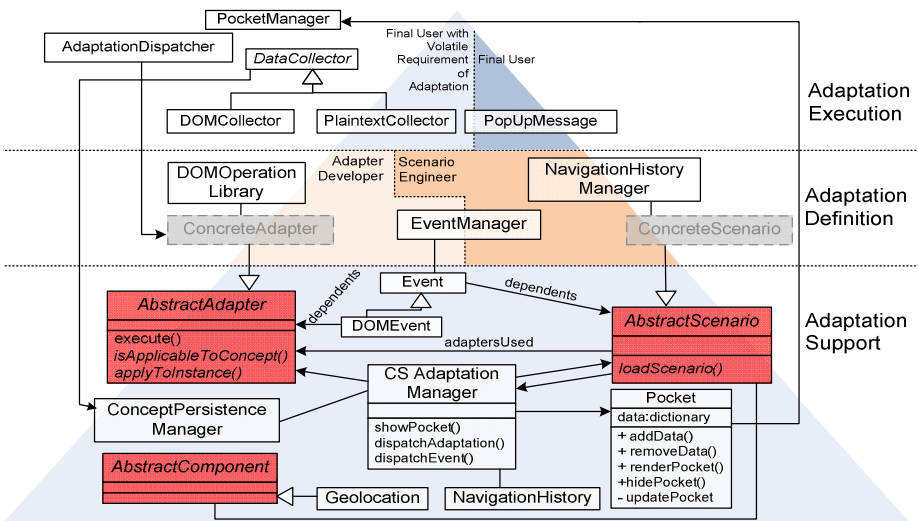 PocketManager
AdaptationDispatcher
DataCollector
Final User with
Volatile
Requirement
of
Adaptation
Final User
DOMCollector
PlaintextCollector
PopUpMessage
Adaptation
Execution
Adapter
Developer
Scenario
Engineer
DOMOperation
Library
NavigationHistory
Manager
ConcreteAdapter
EventManager
ConcreteScenario
Adaptation
Definition
Event
dependents
dependents
AbstractAdapter
execute()
isApplicableToConcept()
applyToInstance()
DOMEvent
adaptersUsed
AbstractScenario
loadScenario()
Adaptation
Support
CS Adaptation
Manager
showPocket()
dispatchAdaptation()
dispatchEvent()
Pocket
data:dictionary
+ addData()
+ removeData()
+ renderPocket()
+hidePocket()
- updatePocket
ConceptPersistence
Manager
AbstractComponent
Geolocation
NavigationHistory